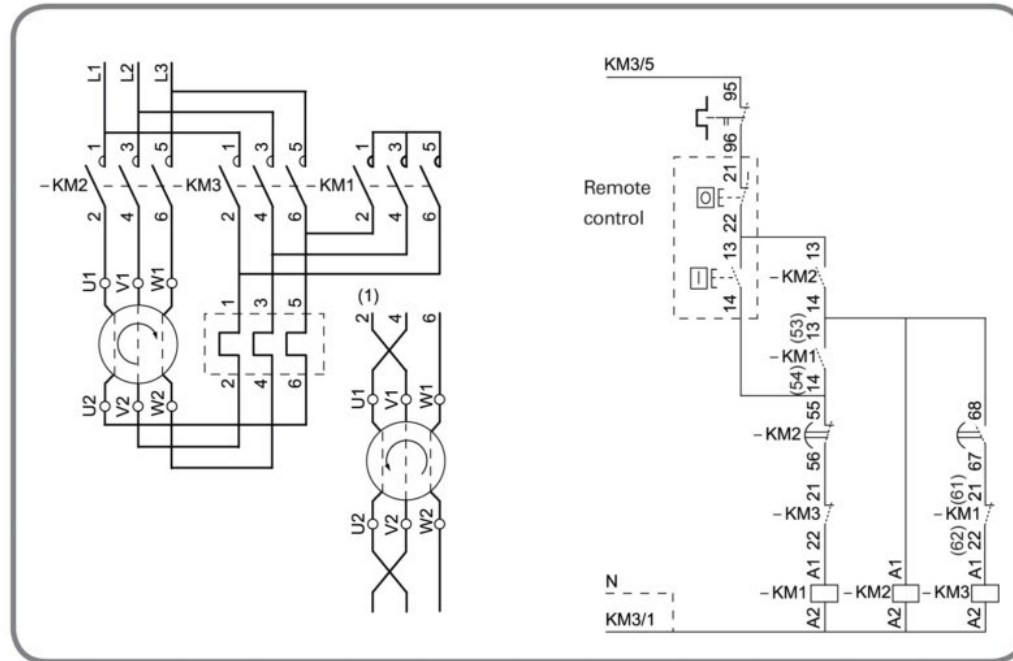 L1 L2 L3
1 3 5 1 3 5 1 3 5
–KM2 –KM3 –KM1
2 4 6 2 4 6 2 4 6
U1 V1 W1
(1)
1 3 5
2 4 6
2 4 6
U1 V1 W1
U2 V2 W2
U2 V2 W2
KM3/5
95
96
Remote
control
21
O
22
13
I
14
13
–KM2
14
(53) 13
–KM1
(54) 14
55
–KM2
56
21
–KM3
22
68
67
(61) 21
–KM1
(62) 22
A1 A1 A1
–KM1 –KM2 –KM3
A2 A2 A2
N
KM3/1